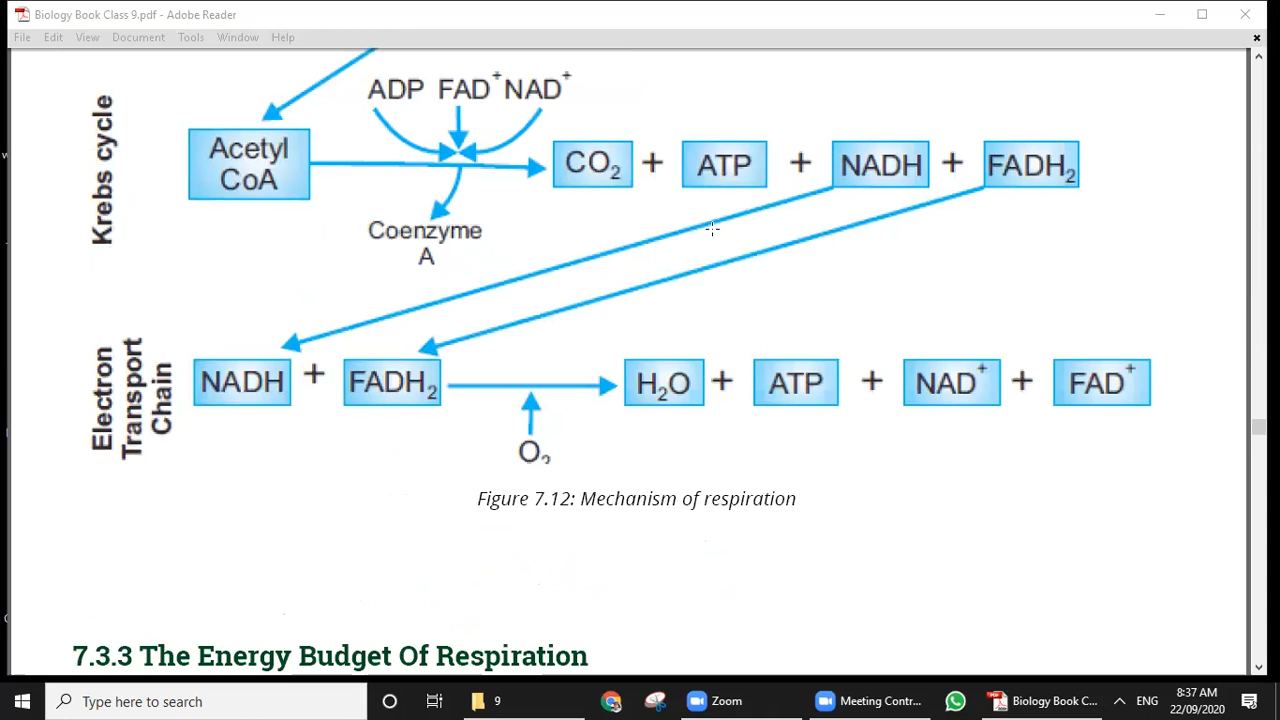 Biology Book Class 9.pdf - Adobe Reader
File Edit View Document Tools Window Help
Krebs cycle
ADP FAD+ NAD+
Acetyl
CoA
CO2 + ATP + NADH + FADH2
Coenzyme
A
Electron
Transport
Chain
NADH + FADH2
H2O + ATP + NAD+ + FAD+
O2
Figure 7.12: Mechanism of respiration
7.3.3 The Energy Budget Of Respiration
Type here to search
9
Zoom
Meeting Contr...
Biology Book C...
ENG
8:37 AM
22/09/2020